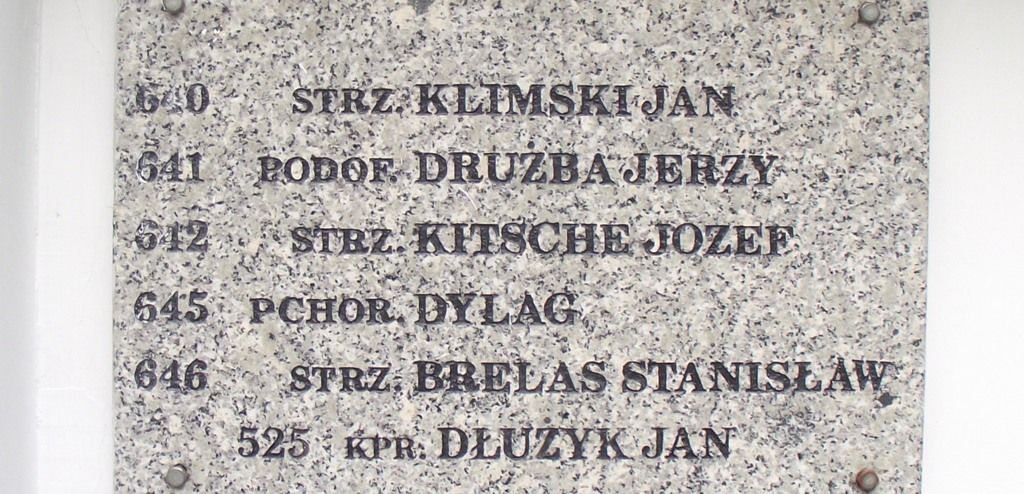 640 STRZ. KLIMSKI JAN
641 PODOF. DRUŻBA JERZY
642 STRZ. KITSCHE JOZEF
645 PCHOR. DYLAG
646 STRZ. BRELAS STANISŁAW
525 KPR. DŁUŻYK JAN